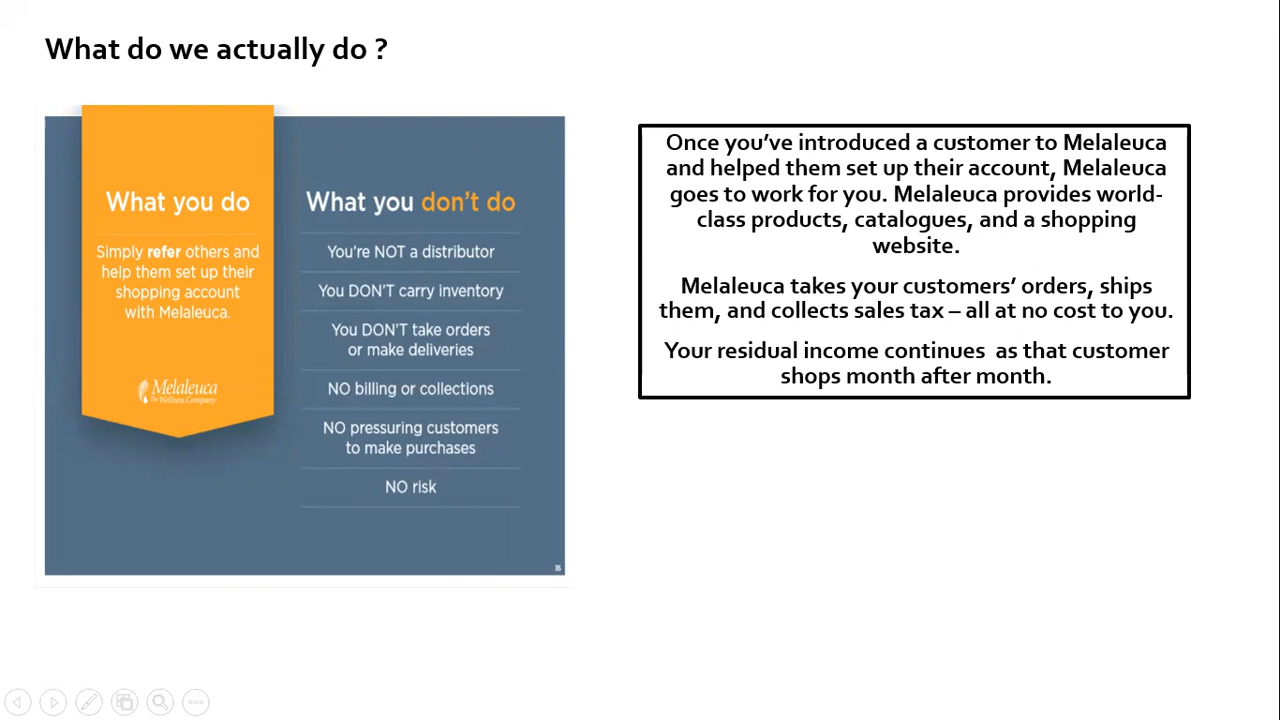 What do we actually do ?
What you do
Simply refer others and
help them set up their
shopping account
with Melaleuca.
Melaleuca
The Wellness Company
What you don't do
You're NOT a distributor
You DON'T carry inventory
You DON'T take orders
or make deliveries
NO billing or collections
NO pressuring customers
to make purchases
NO risk
Once you’ve introduced a customer to Melaleuca
and helped them set up their account, Melaleuca
goes to work for you. Melaleuca provides world-
class products, catalogues, and a shopping
website.
Melaleuca takes your customers’ orders, ships
them, and collects sales tax – all at no cost to you.
Your residual income continues  as that customer
shops month after month.